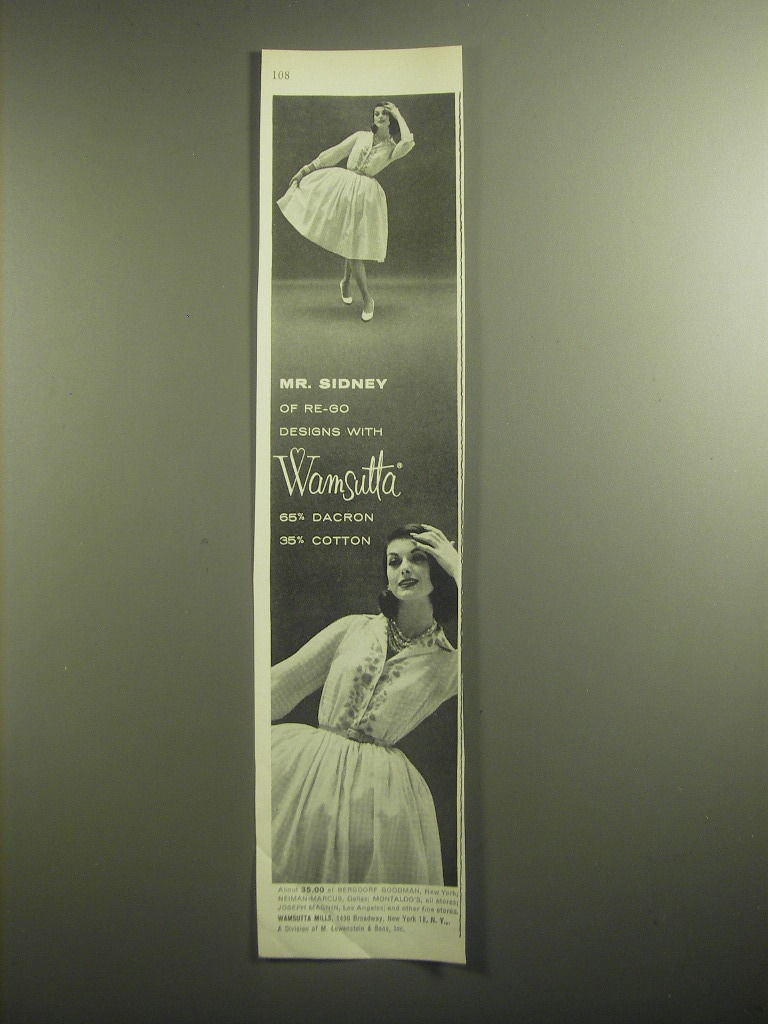 108
MR. SIDNEY
OF RE-GO
DESIGNS WITH
Wamsutta®
65% DACRON
35% COTTON
About 35.00 at BERGDORF GOODMAN, New York;
NEIMAN-MARCUS, Dallas; MONTALDO'S, all stores;
JOSEPH MAGNIN, Los Angeles; and other fine stores.
WAMSUTTA MILLS, 1430 Broadway, New York 18, N. Y.,
A Division of M. Lowenstein & Sons, Inc.